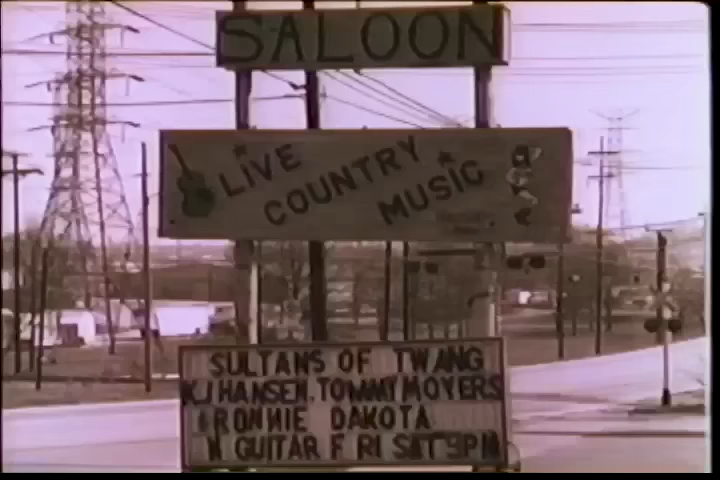 SALOON
LIVE
COUNTRY
MUSIC
SULTANS OF TWANG
KJ HANSEN, TOMMY MOYERS
& RONNIE DAKOTA
N GUITAR FRI SAT 9PM